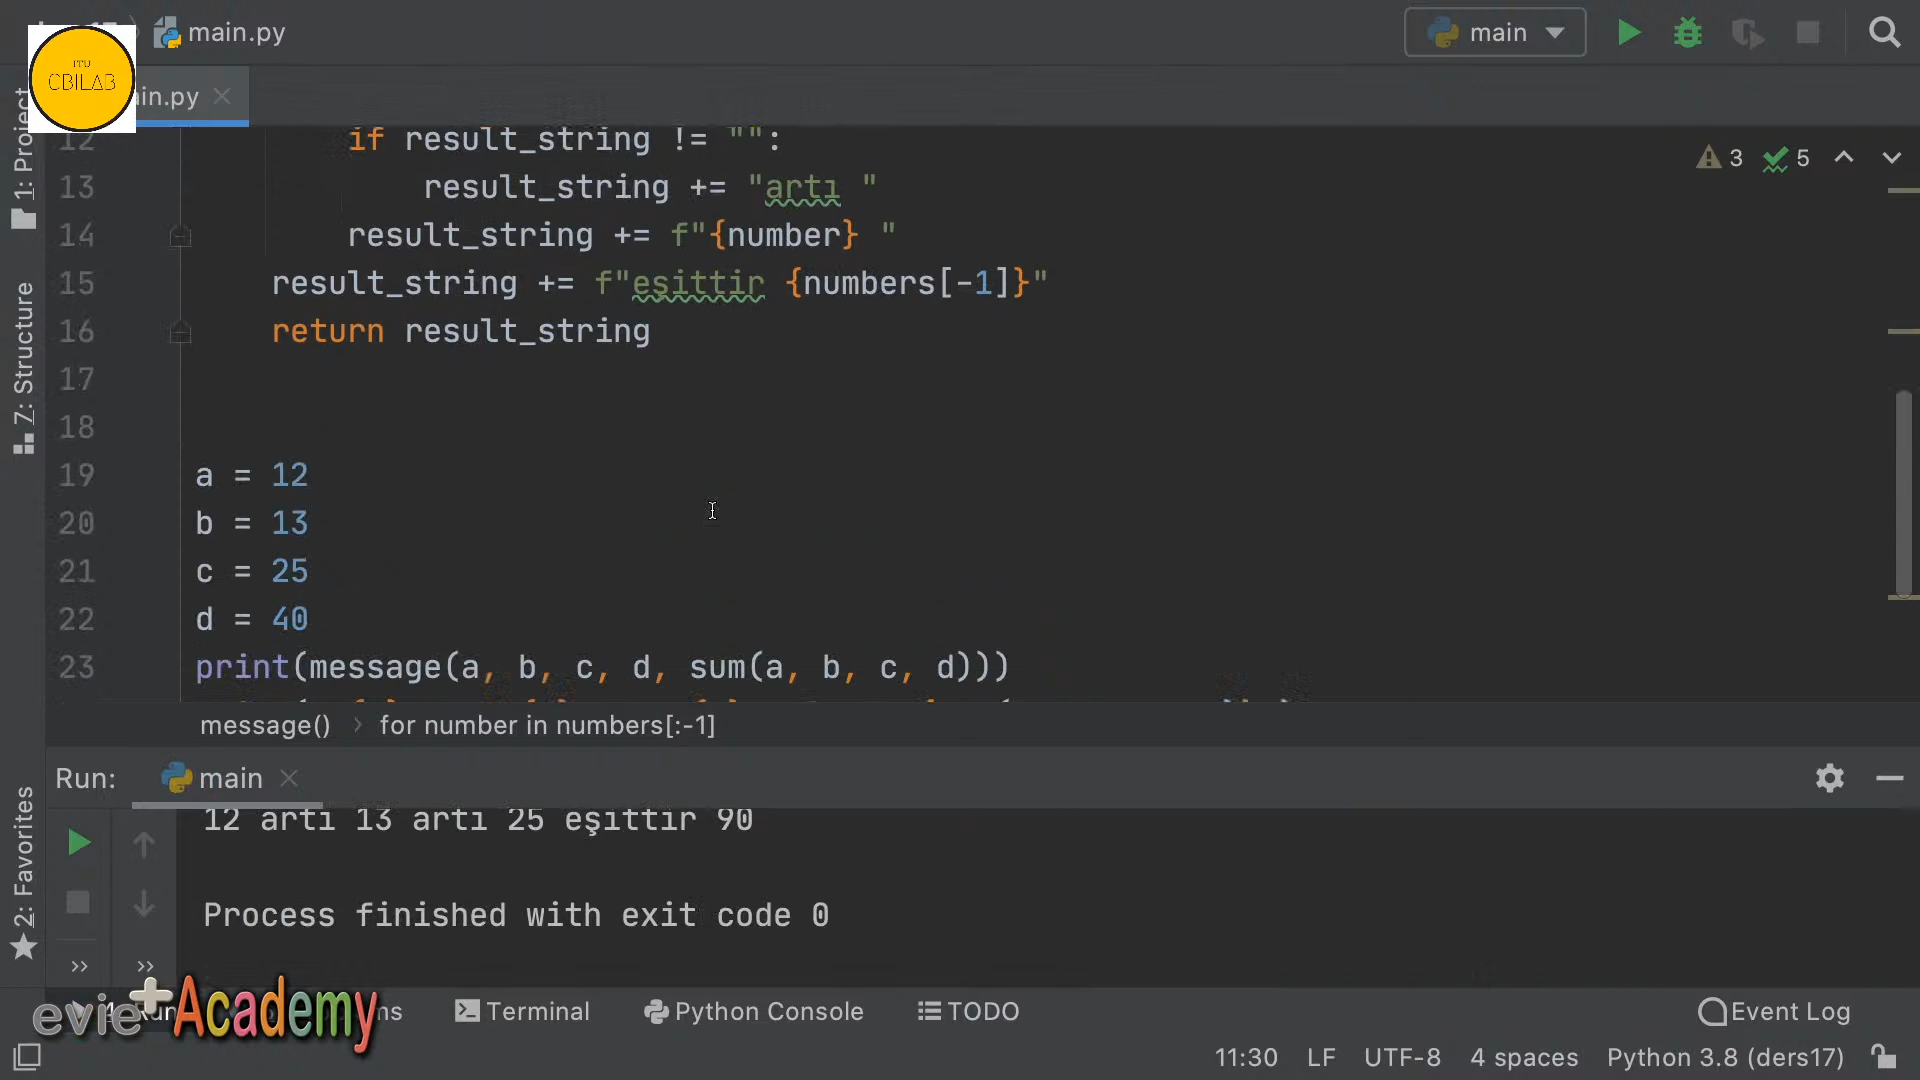 main.py
main
ITU
CBILAB
in.py
1: Project
3
5
12 if result_string != "":
13 result_string += "artı "
14 result_string += f"{number} "
15 result_string += f"eşittir {numbers[-1]}"
16 return result_string
17
18
19 a = 12
20 b = 13
21 c = 25
22 d = 40
23 print(message(a, b, c, d, sum(a, b, c, d)))
Z: Structure
message() > for number in numbers[:-1]
Run: main
12 artı 13 artı 25 eşittir 90
Process finished with exit code 0
2: Favorites
evie+Academy
Terminal
Python Console
TODO
Event Log
11:30 LF UTF-8 4 spaces Python 3.8 (ders17)